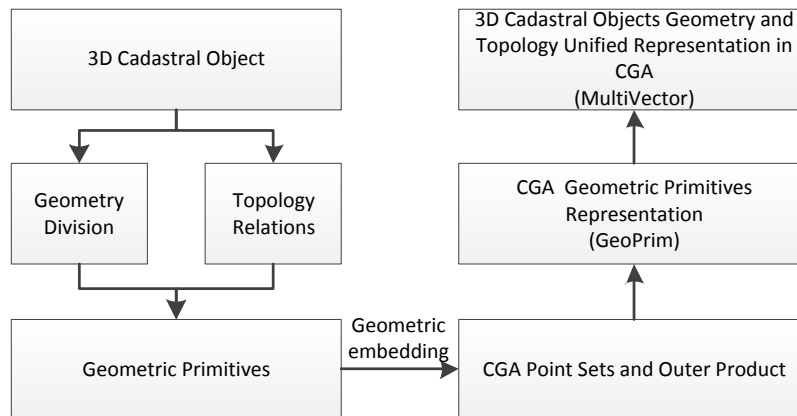 3D Cadastral Object
Geometry
Division
Topology
Relations
Geometric Primitives
Geometric
embedding
CGA Point Sets and Outer Product
CGA  Geometric Primitives
Representation
(GeoPrim)
3D Cadastral Objects Geometry and
Topology Unified Representation in
CGA
(MultiVector)